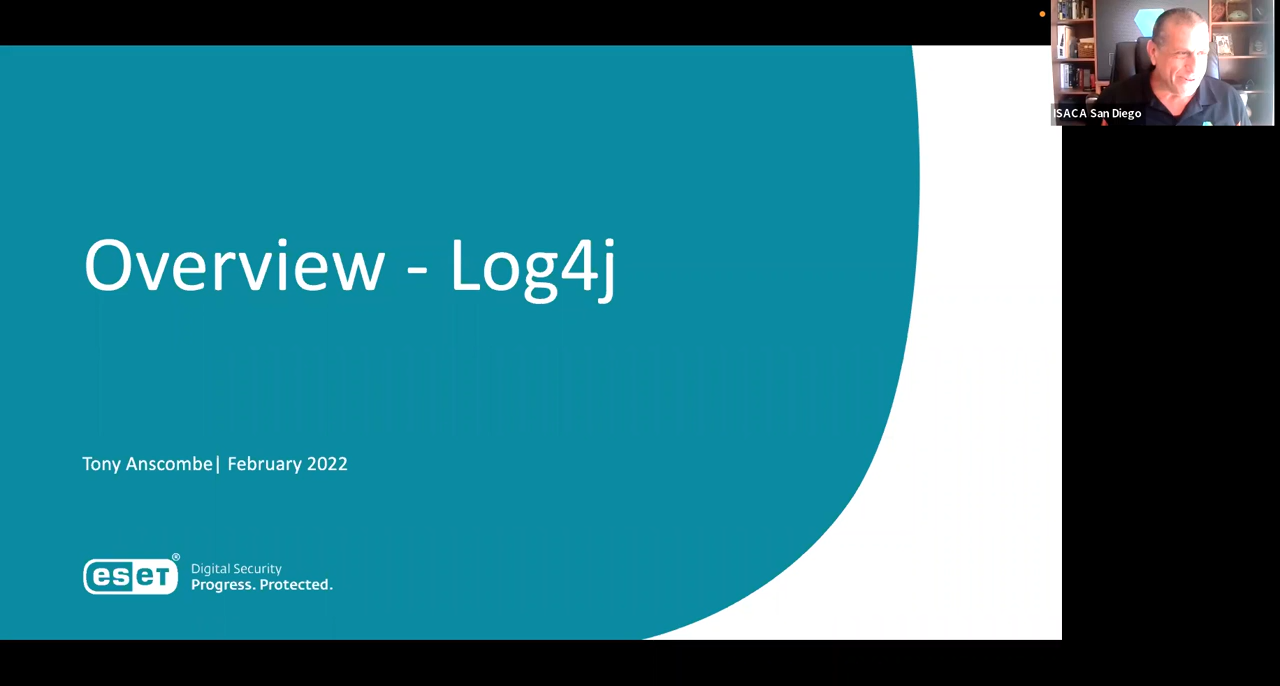 ISACA San Diego
Overview - Log4j
Tony Anscombe| February 2022
eseT®
Digital Security
Progress. Protected.